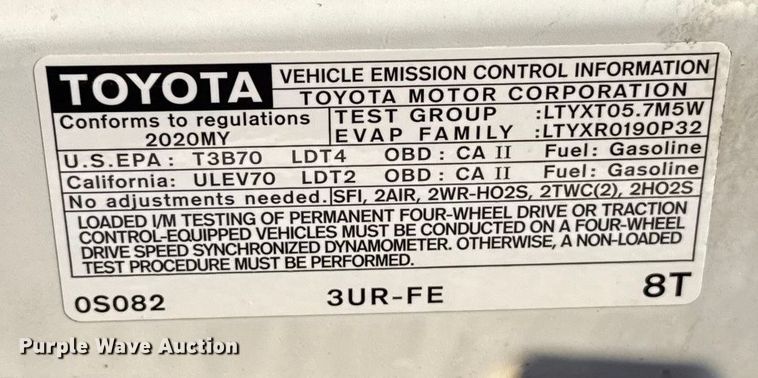 TOYOTA
VEHICLE EMISSION CONTROL INFORMATION
TOYOTA MOTOR CORPORATION
Conforms to regulations
2020MY
TEST GROUP :LTYXT05.7M5W
EVAP FAMILY :LTYXR0190P32
U.S.EPA : T3B70 LDT4 OBD : CA II Fuel: Gasoline
California: ULEV70 LDT2 OBD : CA II Fuel: Gasoline
No adjustments needed. SFI, 2AIR, 2WR-HO2S, 2TWC(2), 2HO2S
LOADED I/M TESTING OF PERMANENT FOUR-WHEEL DRIVE OR TRACTION
CONTROL-EQUIPPED VEHICLES MUST BE CONDUCTED ON A FOUR-WHEEL
DRIVE SPEED SYNCHRONIZED DYNAMOMETER. OTHERWISE, A NON-LOADED
TEST PROCEDURE MUST BE PERFORMED.
0S082 3UR-FE 8T
Purple Wave Auction